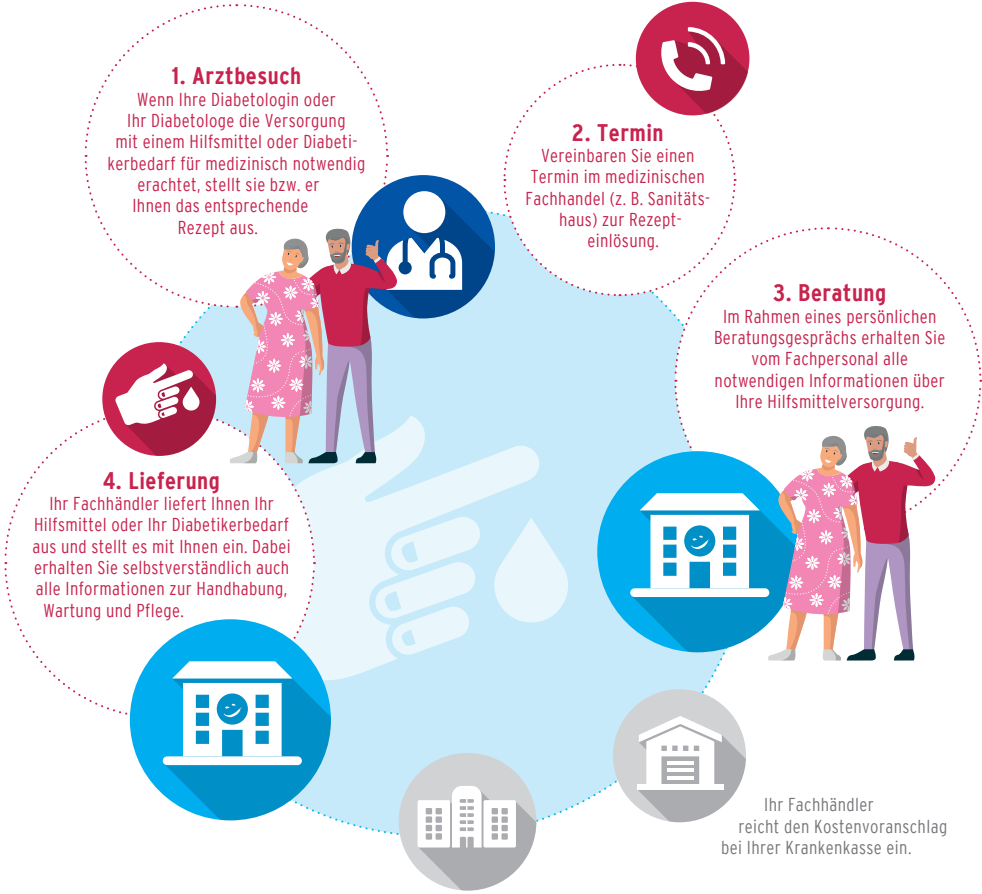 1. Arztbesuch
Wenn Ihre Diabetologin oder
Ihr Diabetologe die Versorgung
mit einem Hilfsmittel oder Diabeti-
kerbedarf für medizinisch notwendig
erachtet, stellt sie bzw. er
Ihnen das entsprechende
Rezept aus.
2. Termin
Vereinbaren Sie einen
Termin im medizinischen
Fachhandel (z. B. Sanitäts-
haus) zur Rezept-
einlösung.
3. Beratung
Im Rahmen eines persönlichen
Beratungsgesprächs erhalten Sie
vom Fachpersonal alle
notwendigen Informationen über
Ihre Hilfsmittelversorgung.
4. Lieferung
Ihr Fachhändler liefert Ihnen Ihr
Hilfsmittel oder Ihr Diabetikerbedarf
aus und stellt es mit Ihnen ein. Dabei
erhalten Sie selbstverständlich auch
alle Informationen zur Handhabung,
Wartung und Pflege.
Ihr Fachhändler
reicht den Kostenvoranschlag
bei Ihrer Krankenkasse ein.